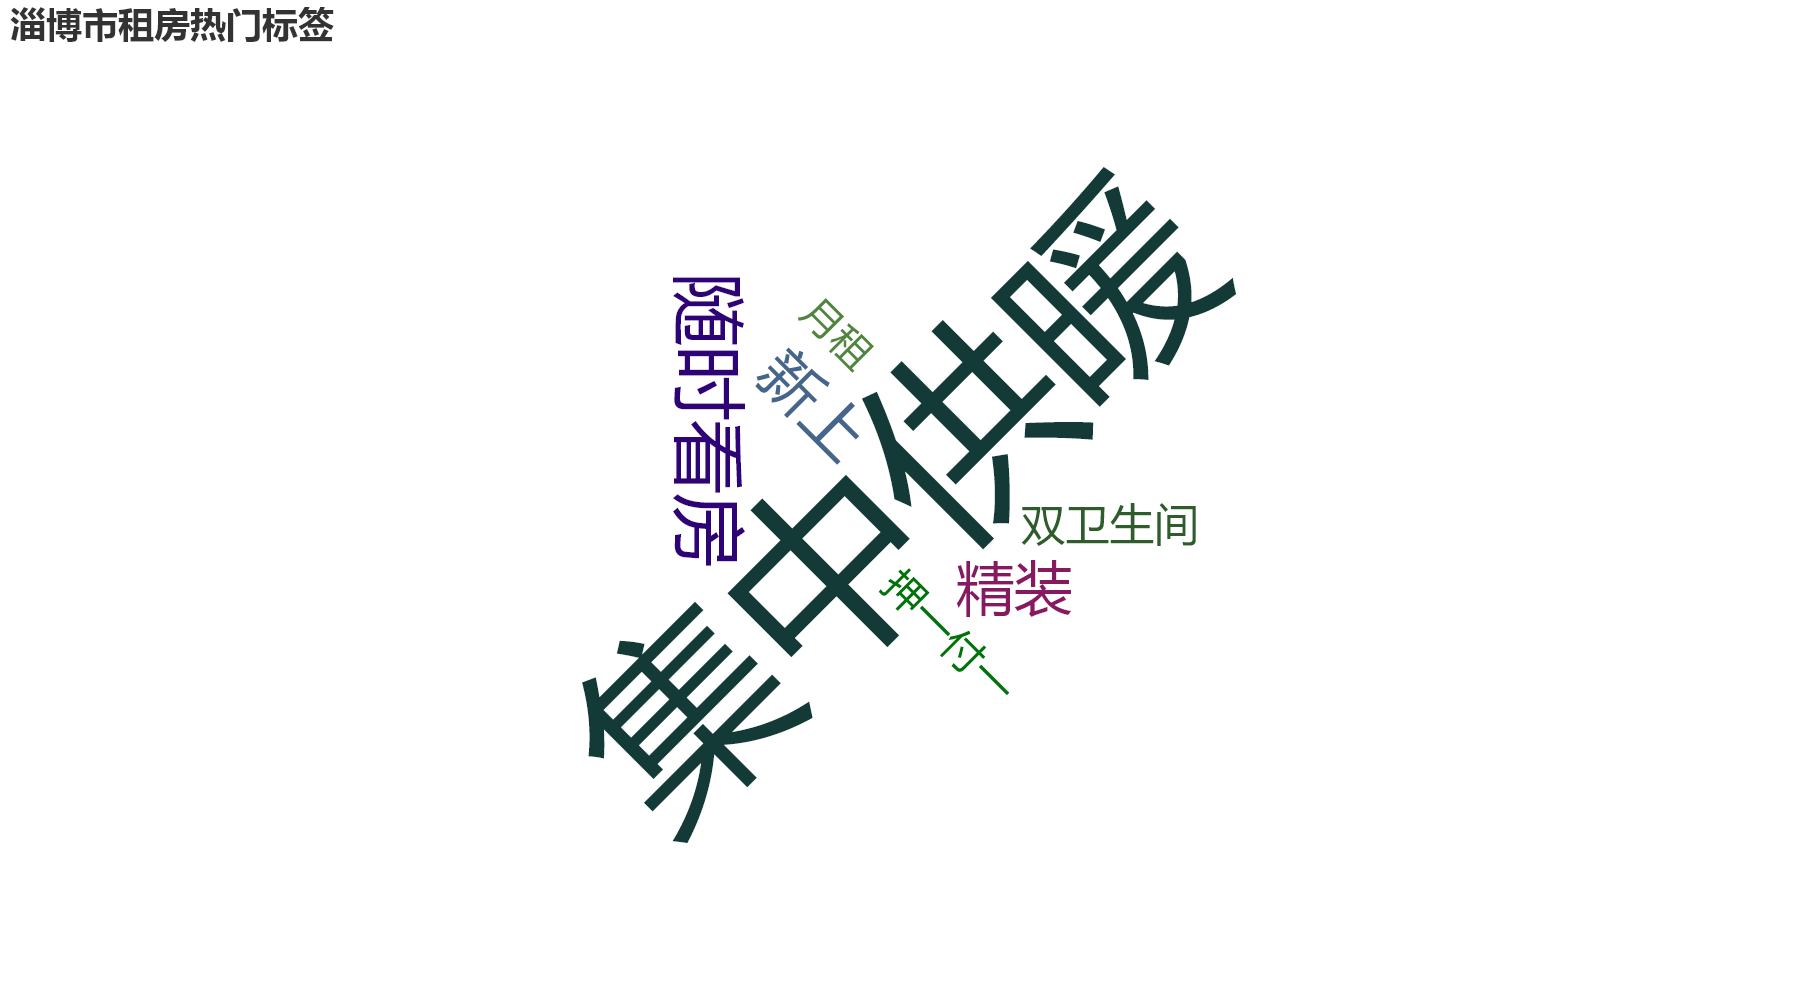 淄博市租房热门标签
集中供暖
随时看房
月租
新上
双卫生间
精装
押一付一